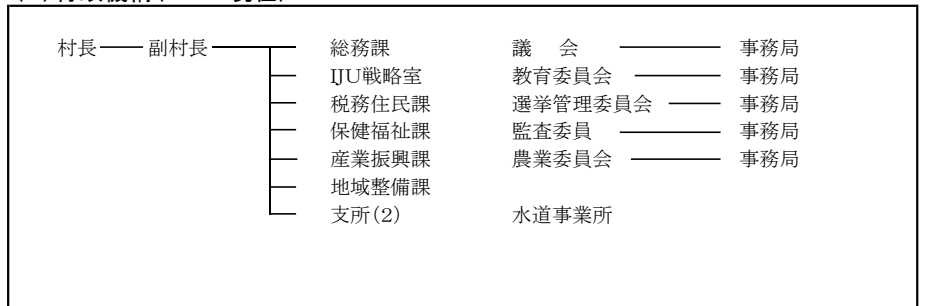 村長 副村長 総務課 議 会 事務局
IJU戦略室 教育委員会 事務局
税務住民課 選挙管理委員会 事務局
保健福祉課 監査委員 事務局
産業振興課 農業委員会 事務局
地域整備課
支所(2) 水道事業所